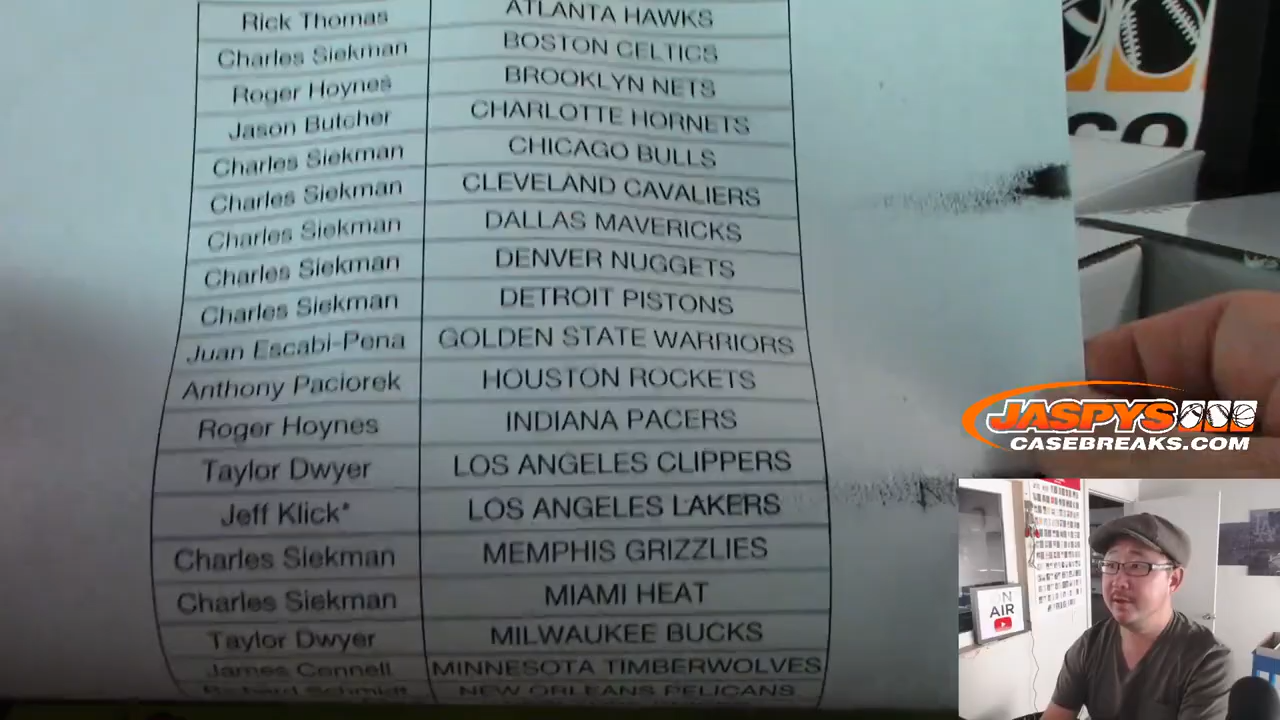 Rick Thomas ATLANTA HAWKS
Charles Siekman BOSTON CELTICS
Roger Hoynes BROOKLYN NETS
Jason Butcher CHARLOTTE HORNETS
Charles Siekman CHICAGO BULLS
Charles Siekman CLEVELAND CAVALIERS
Charles Siekman DALLAS MAVERICKS
Charles Siekman DENVER NUGGETS
Charles Siekman DETROIT PISTONS
Juan Escabi-Pena GOLDEN STATE WARRIORS
Anthony Paciorek HOUSTON ROCKETS
Roger Hoynes INDIANA PACERS
Taylor Dwyer LOS ANGELES CLIPPERS
Jeff Klick* LOS ANGELES LAKERS
Charles Siekman MEMPHIS GRIZZLIES
Charles Siekman MIAMI HEAT
Taylor Dwyer MILWAUKEE BUCKS
James Connell MINNESOTA TIMBERWOLVES
Richard Schmidt NEW ORLEANS PELICANS
JASPYS
CASEBREAKS.COM
ON
AIR